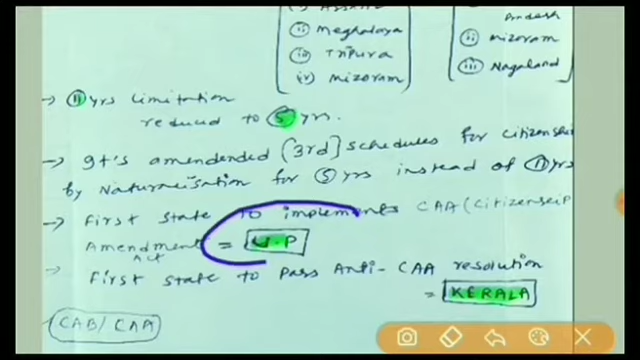 (i) Assam
(ii) Meghalaya
(iii) Tripura
(iv) Mizoram
Pradesh
(ii) Mizoram
(iii) Nagaland
→ 11 yrs limitation
reduced to 5 yrs.
→ It's amendended [3rd] schedules for citizenship
by Naturalisation for 5 yrs instead of 11 yrs
→ First state to implements CAA (Citizenseip
Amendment Act = U.P
→ First state to pass Anti-CAA resolution
= KERALA
CAB/CAA